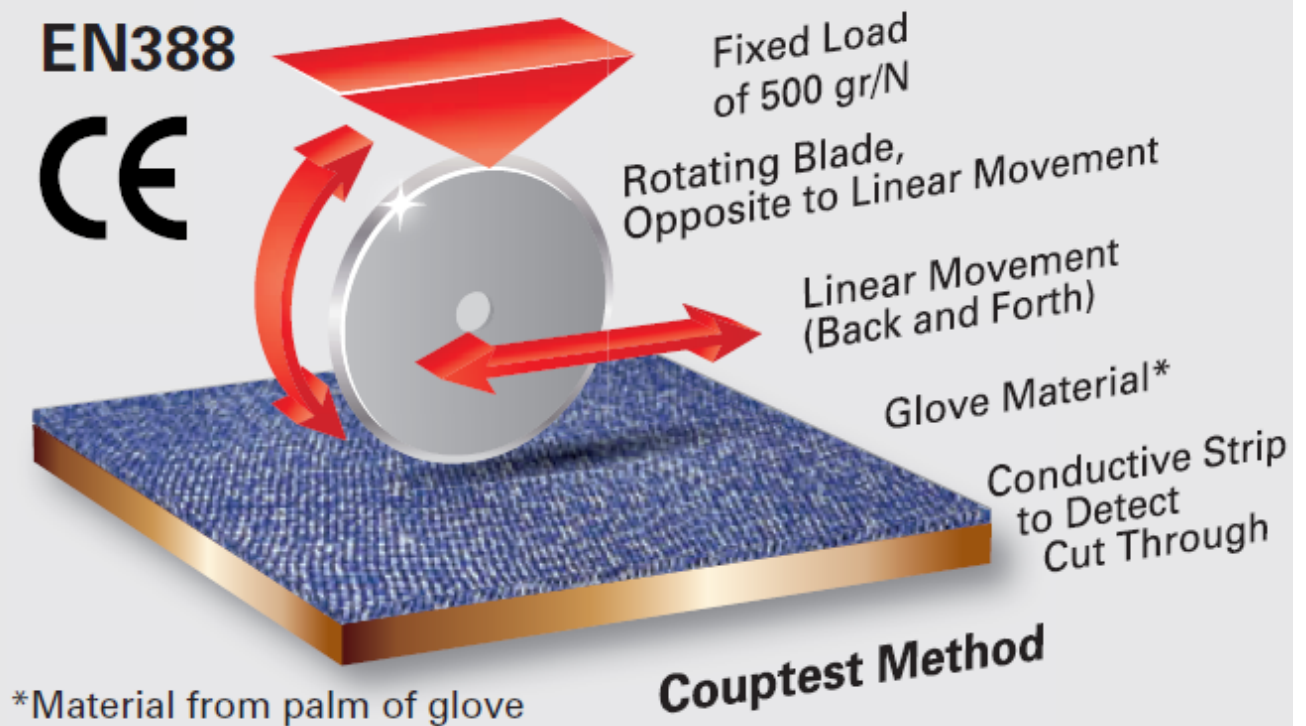 EN388
CE
Fixed Load
of 500 gr/N
Rotating Blade,
Opposite to Linear Movement
Linear Movement
(Back and Forth)
Glove Material*
Conductive Strip
to Detect
Cut Through
Couptest Method
*Material from palm of glove